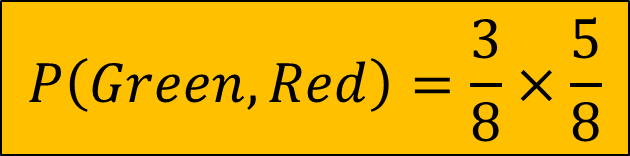 P(Green, Red) = 3/8 × 5/8